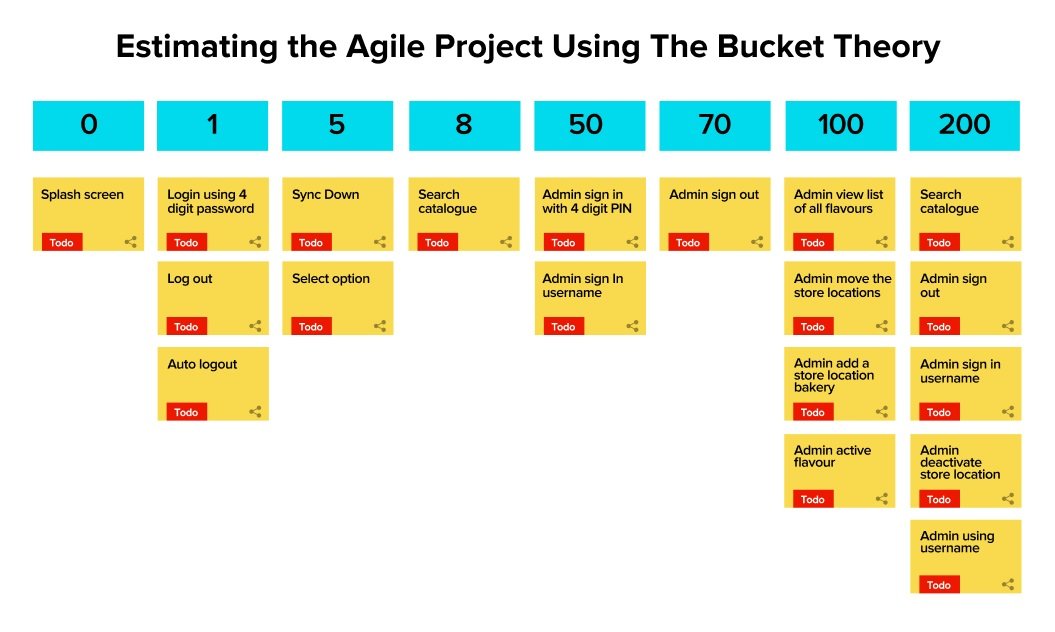 Estimating the Agile Project Using The Bucket Theory
0
1
5
8
50
70
100
200
Splash screen
Todo
Login using 4
digit password
Todo
Log out
Todo
Auto logout
Todo
Sync Down
Todo
Select option
Todo
Search
catalogue
Todo
Admin sign in
with 4 digit PIN
Todo
Admin sign In
username
Todo
Admin sign out
Todo
Admin view list
of all flavours
Todo
Admin move the
store locations
Todo
Admin add a
store location
bakery
Todo
Admin active
flavour
Todo
Search
catalogue
Todo
Admin sign
out
Todo
Admin sign in
username
Todo
Admin
deactivate
store location
Todo
Admin using
username
Todo